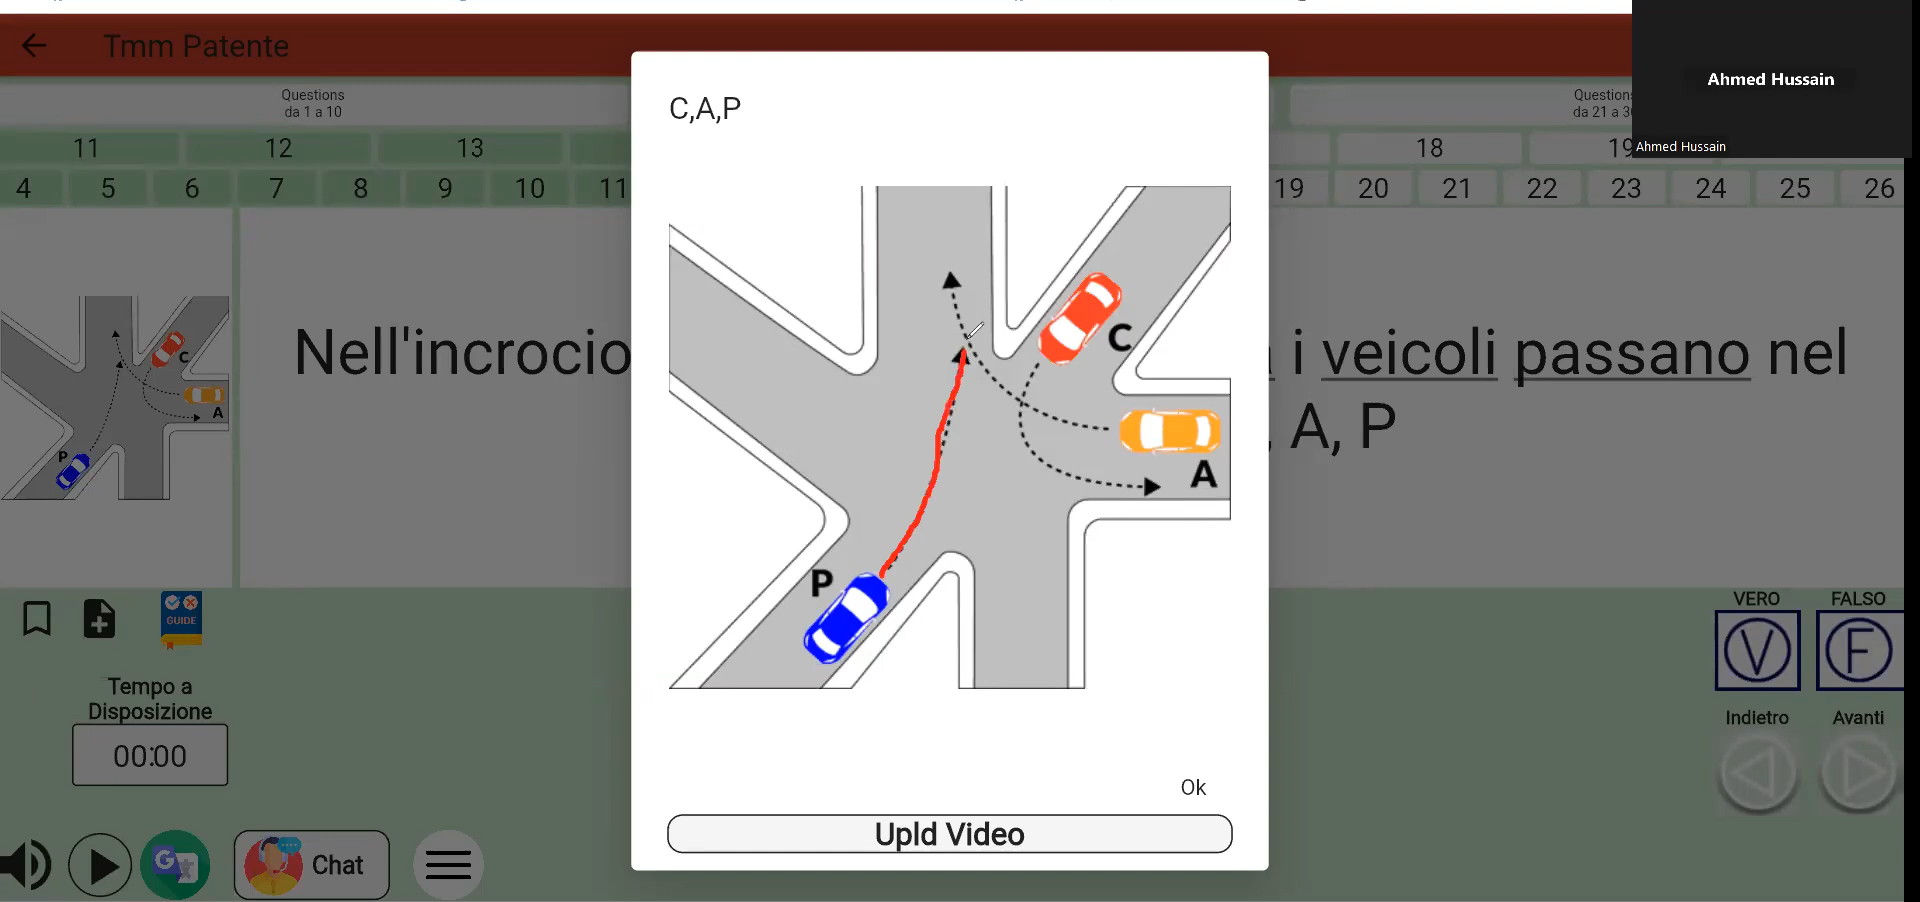 Tmm Patente
Ahmed Hussain
Ahmed Hussain
Questions
da 1 a 10
Questions
da 21 a 30
11 12 13 18 19
4 5 6 7 8 9 10 11 19 20 21 22 23 24 25 26
C,A,P
C
A
P
C
A
P
Nell'incrocio i veicoli passano nel
, A, P
GUIDE
Tempo a
Disposizione
00:00
VERO FALSO
V F
Indietro Avanti
Ok
Upld Video
G
Chat